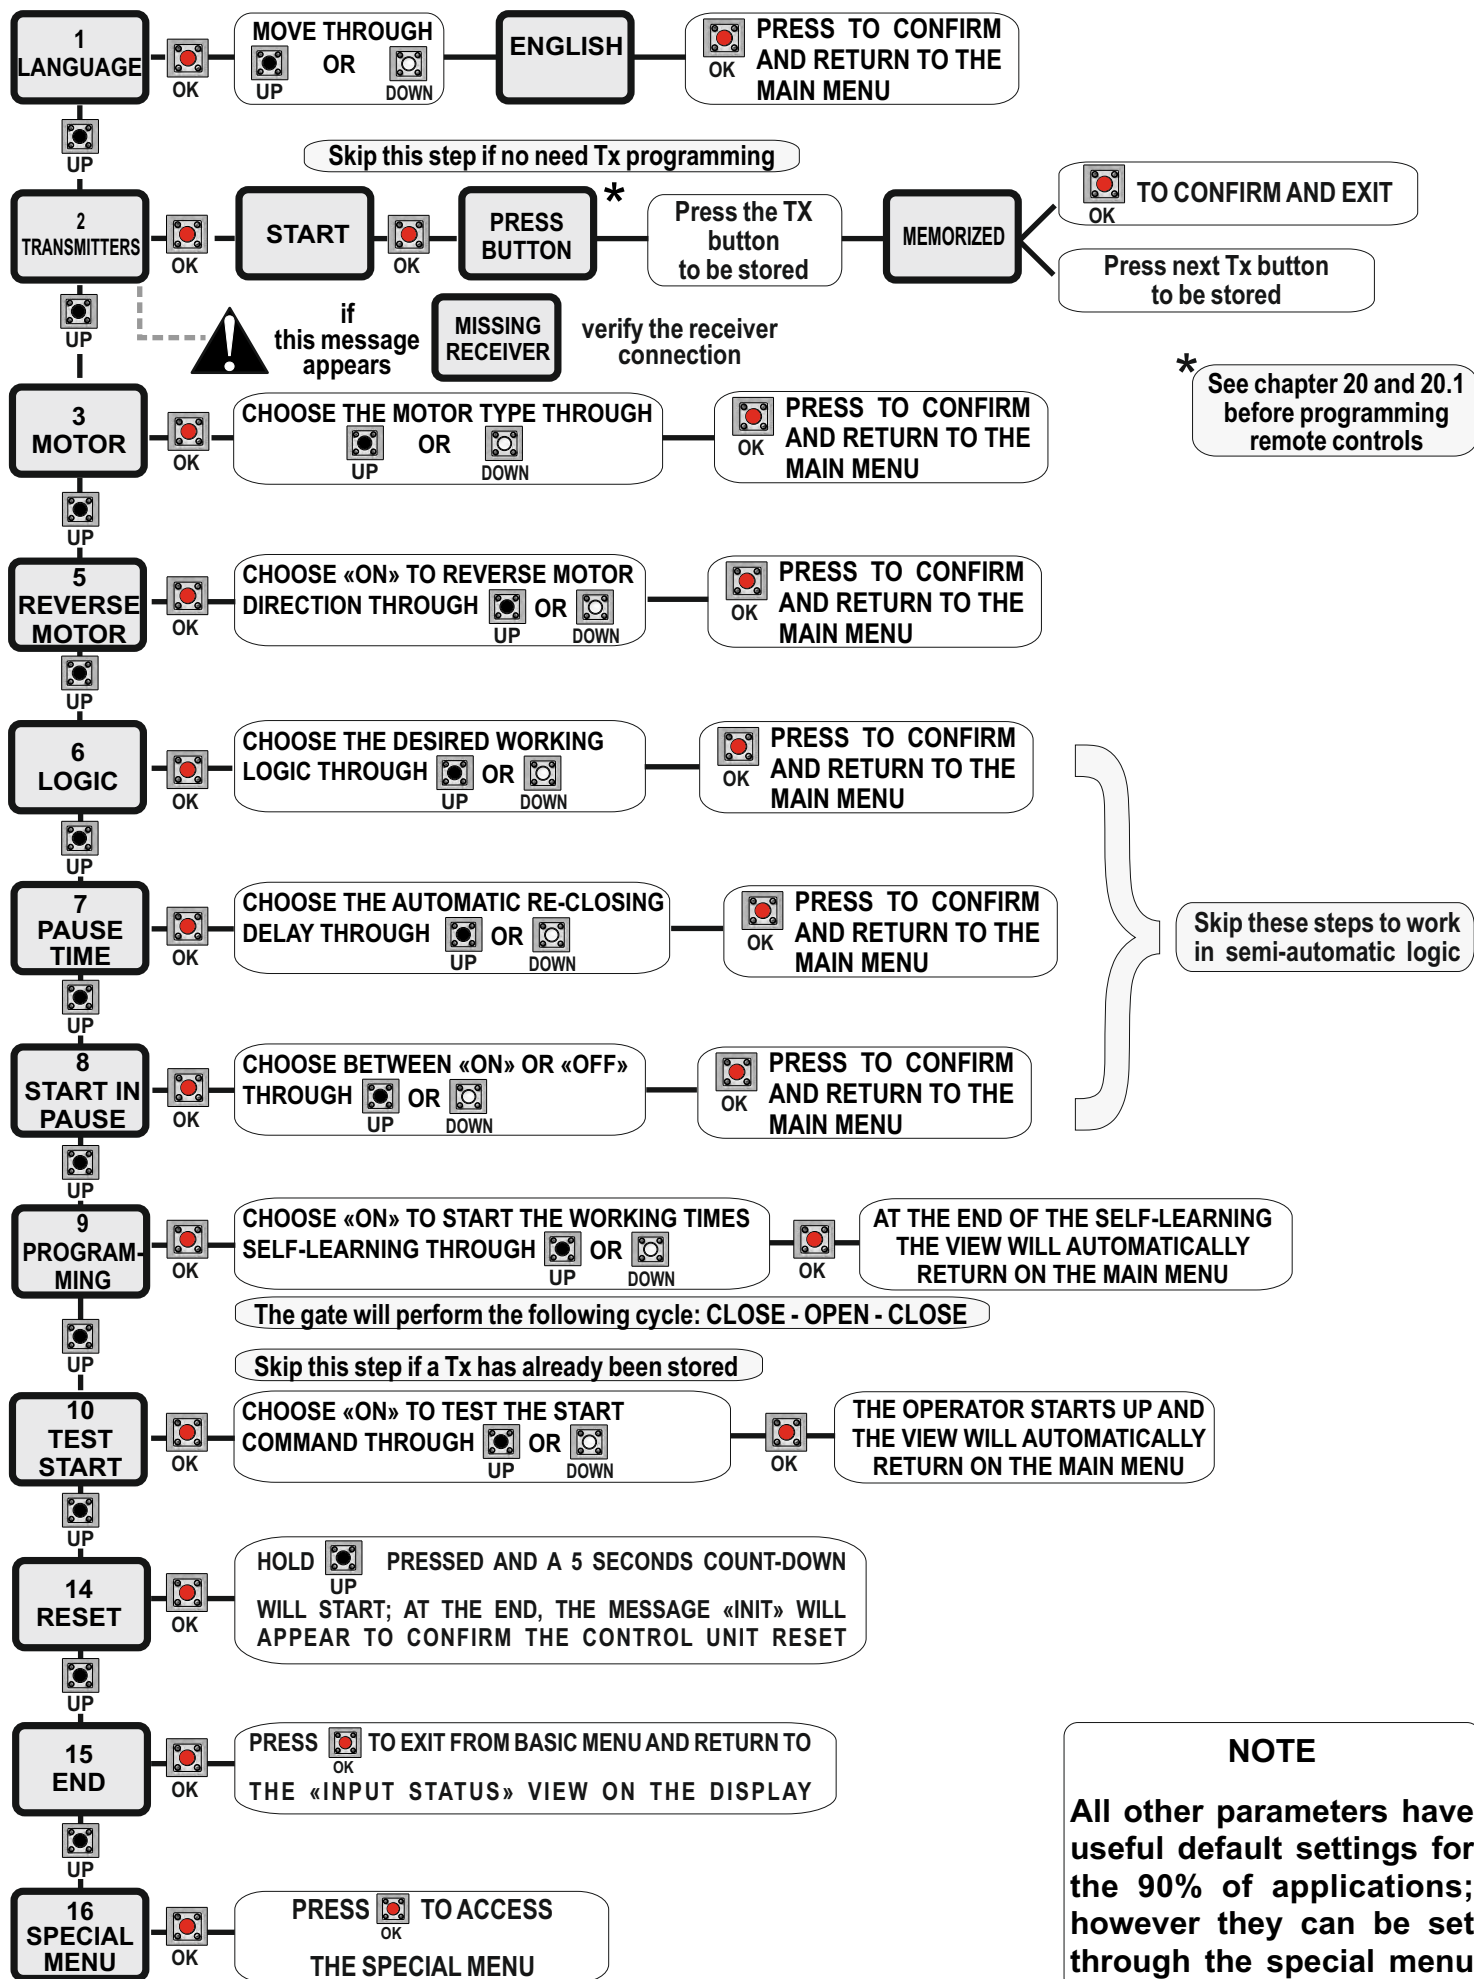 1
LANGUAGE
OK
MOVE THROUGH
UP
OR
DOWN
ENGLISH
OK
PRESS TO CONFIRM
AND RETURN TO THE
MAIN MENU
UP
Skip this step if no need Tx programming
2
TRANSMITTERS
OK
START
OK
PRESS
BUTTON
*
Press the TX
button
to be stored
MEMORIZED
OK
TO CONFIRM AND EXIT
Press next Tx button
to be stored
UP
if
this message
appears
MISSING
RECEIVER
verify the receiver
connection
*
See chapter 20 and 20.1
before programming
remote controls
3
MOTOR
OK
CHOOSE THE MOTOR TYPE THROUGH
UP
OR
DOWN
OK
PRESS TO CONFIRM
AND RETURN TO THE
MAIN MENU
UP
5
REVERSE
MOTOR
OK
CHOOSE «ON» TO REVERSE MOTOR
DIRECTION THROUGH OR
UP DOWN
OK
PRESS TO CONFIRM
AND RETURN TO THE
MAIN MENU
UP
6
LOGIC
OK
CHOOSE THE DESIRED WORKING
LOGIC THROUGH OR
UP DOWN
OK
PRESS TO CONFIRM
AND RETURN TO THE
MAIN MENU
UP
7
PAUSE
TIME
OK
CHOOSE THE AUTOMATIC RE-CLOSING
DELAY THROUGH OR
UP DOWN
OK
PRESS TO CONFIRM
AND RETURN TO THE
MAIN MENU
Skip these steps to work
in semi-automatic logic
UP
8
START IN
PAUSE
OK
CHOOSE BETWEEN «ON» OR «OFF»
THROUGH OR
UP DOWN
OK
PRESS TO CONFIRM
AND RETURN TO THE
MAIN MENU
UP
9
PROGRAM-
MING
OK
CHOOSE «ON» TO START THE WORKING TIMES
SELF-LEARNING THROUGH OR
UP DOWN
OK
AT THE END OF THE SELF-LEARNING
THE VIEW WILL AUTOMATICALLY
RETURN ON THE MAIN MENU
The gate will perform the following cycle: CLOSE - OPEN - CLOSE
UP
Skip this step if a Tx has already been stored
10
TEST
START
OK
CHOOSE «ON» TO TEST THE START
COMMAND THROUGH OR
UP DOWN
OK
THE OPERATOR STARTS UP AND
THE VIEW WILL AUTOMATICALLY
RETURN ON THE MAIN MENU
UP
14
RESET
OK
HOLD PRESSED AND A 5 SECONDS COUNT-DOWN
UP
WILL START; AT THE END, THE MESSAGE «INIT» WILL
APPEAR TO CONFIRM THE CONTROL UNIT RESET
UP
15
END
OK
PRESS TO EXIT FROM BASIC MENU AND RETURN TO
OK
THE «INPUT STATUS» VIEW ON THE DISPLAY
UP
16
SPECIAL
MENU
OK
PRESS TO ACCESS
OK
THE SPECIAL MENU
NOTE
All other parameters have
useful default settings for
the 90% of applications;
however they can be set
through the special menu